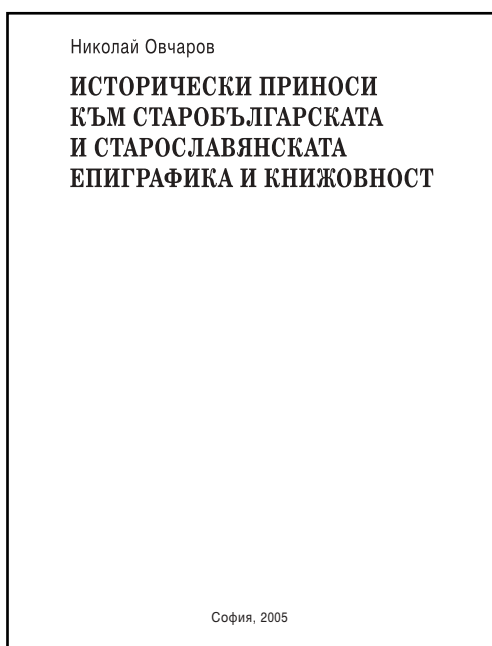 Николай Овчаров
ИСТОРИЧЕСКИ ПРИНОСИ
КЪМ СТАРОБЪЛГАРСКАТА
И СТАРОСЛАВЯНСКАТА
ЕПИГРАФИКА И КНИЖОВНОСТ
София, 2005